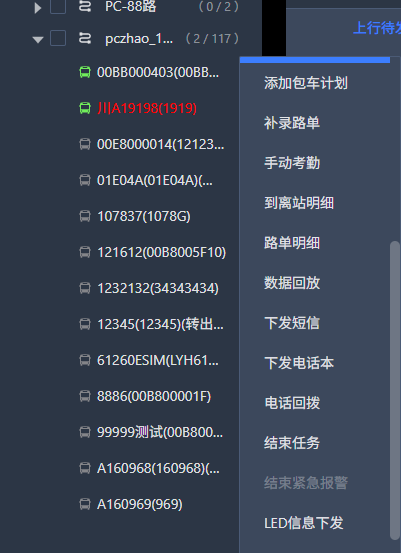 PC-88路 ( 0 / 2 )
pczhao_1... ( 2 / 117 )
00BB000403(00BB...
川A19198(1919)
00E8000014(12123...
01E04A(01E04A)(...
107837(1078G)
121612(00B8005F10)
1232132(34343434)
12345(12345)(转出...
61260ESIM(LYH61...
8886(00B800001F)
99999测试(00B800...
A160968(160968)(...
A160969(969)
上行待发
添加包车计划
补录路单
手动考勤
到离站明细
路单明细
数据回放
下发短信
下发电话本
电话回拨
结束任务
结束紧急报警
LED信息下发